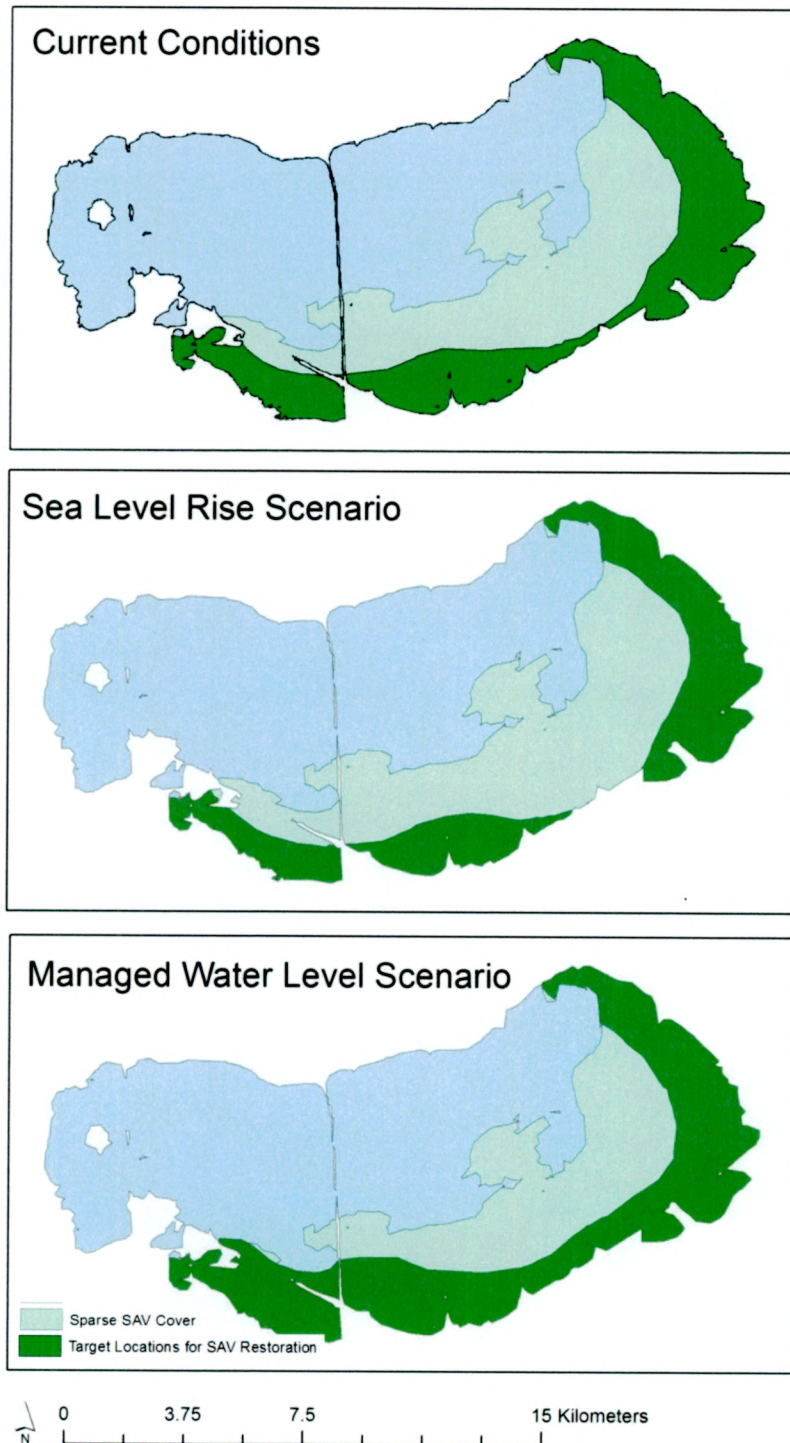 Current Conditions
Sea Level Rise Scenario
Managed Water Level Scenario
Sparse SAV Cover
Target Locations for SAV Restoration
0 3.75 7.5 15 Kilometers
N